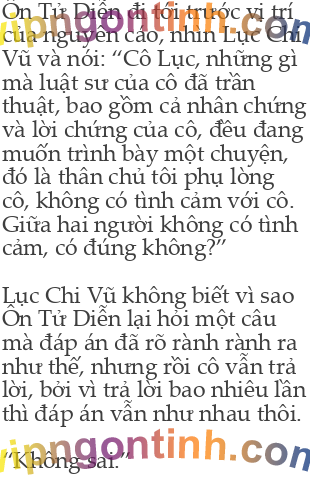 Ôn Tử Diễn đi tới trước vị trí
của nguyên cáo, nhìn Lục Chi
Vũ và nói: “Cô Lục, những gì
mà luật sư của cô đã trần
thuật, bao gồm cả nhân chứng
và lời chứng của cô, đều đang
muốn trình bày một chuyện,
đó là thân chủ tôi phụ lòng
cô, không có tình cảm với cô.
Giữa hai người không có tình
cảm, có đúng không?”
Lục Chi Vũ không biết vì sao
Ôn Tử Diễn lại hỏi một câu
mà đáp án đã rõ rành rành ra
như thế, nhưng rồi cô vẫn trả
lời, bởi vì trả lời bao nhiêu lần
thì đáp án vẫn như nhau thôi.
“Không sai.”
vipngontinh.com
vipngontinh.com